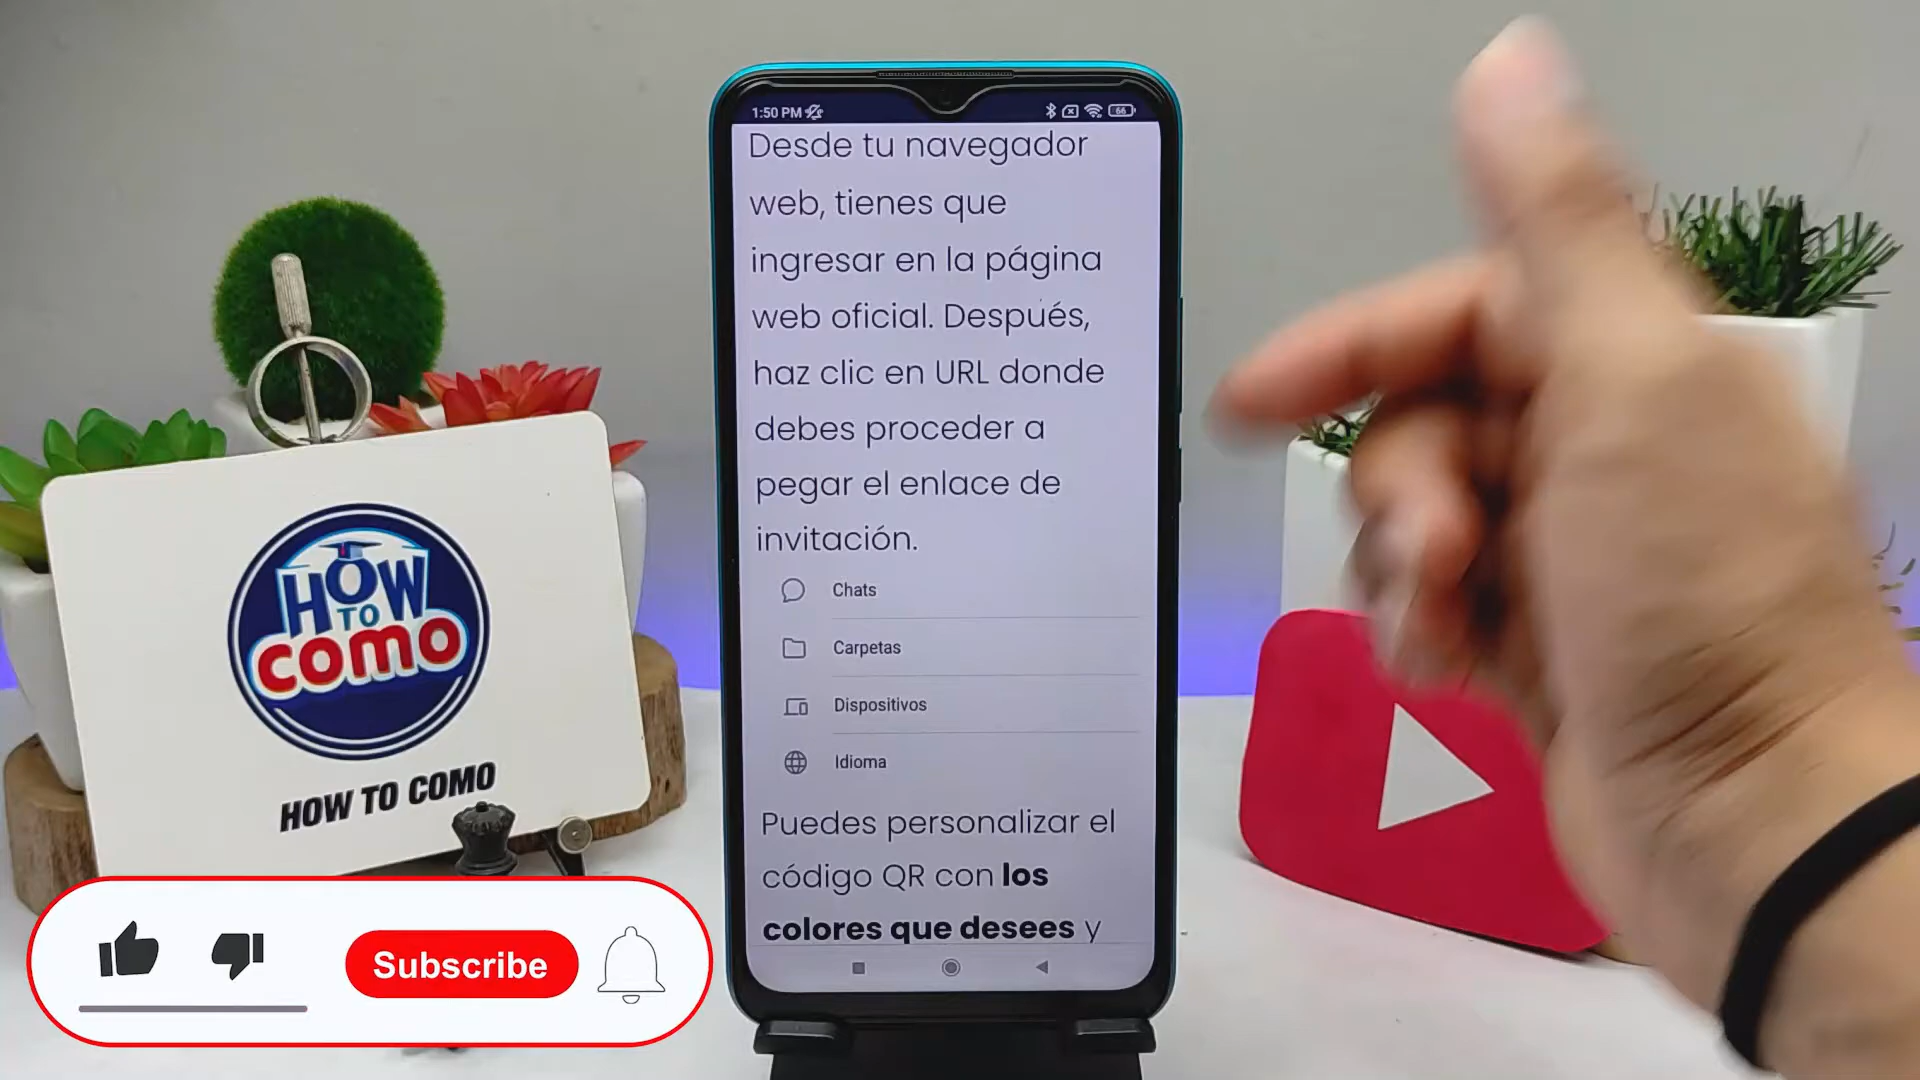 1:50 PM
66
Desde tu navegador
web, tienes que
ingresar en la página
web oficial. Después,
haz clic en URL donde
debes proceder a
pegar el enlace de
invitación.
Chats
Carpetas
Dispositivos
Idioma
Puedes personalizar el
código QR con los
colores que desees y
HOW
TO
COMO
HOW TO COMO
Subscribe